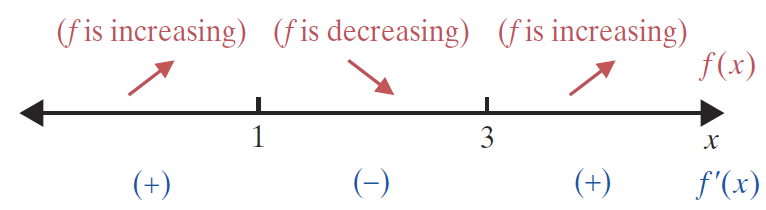 (f is increasing) (f is decreasing) (f is increasing)
f(x)
1 3 x
(+) (−) (+) f′(x)